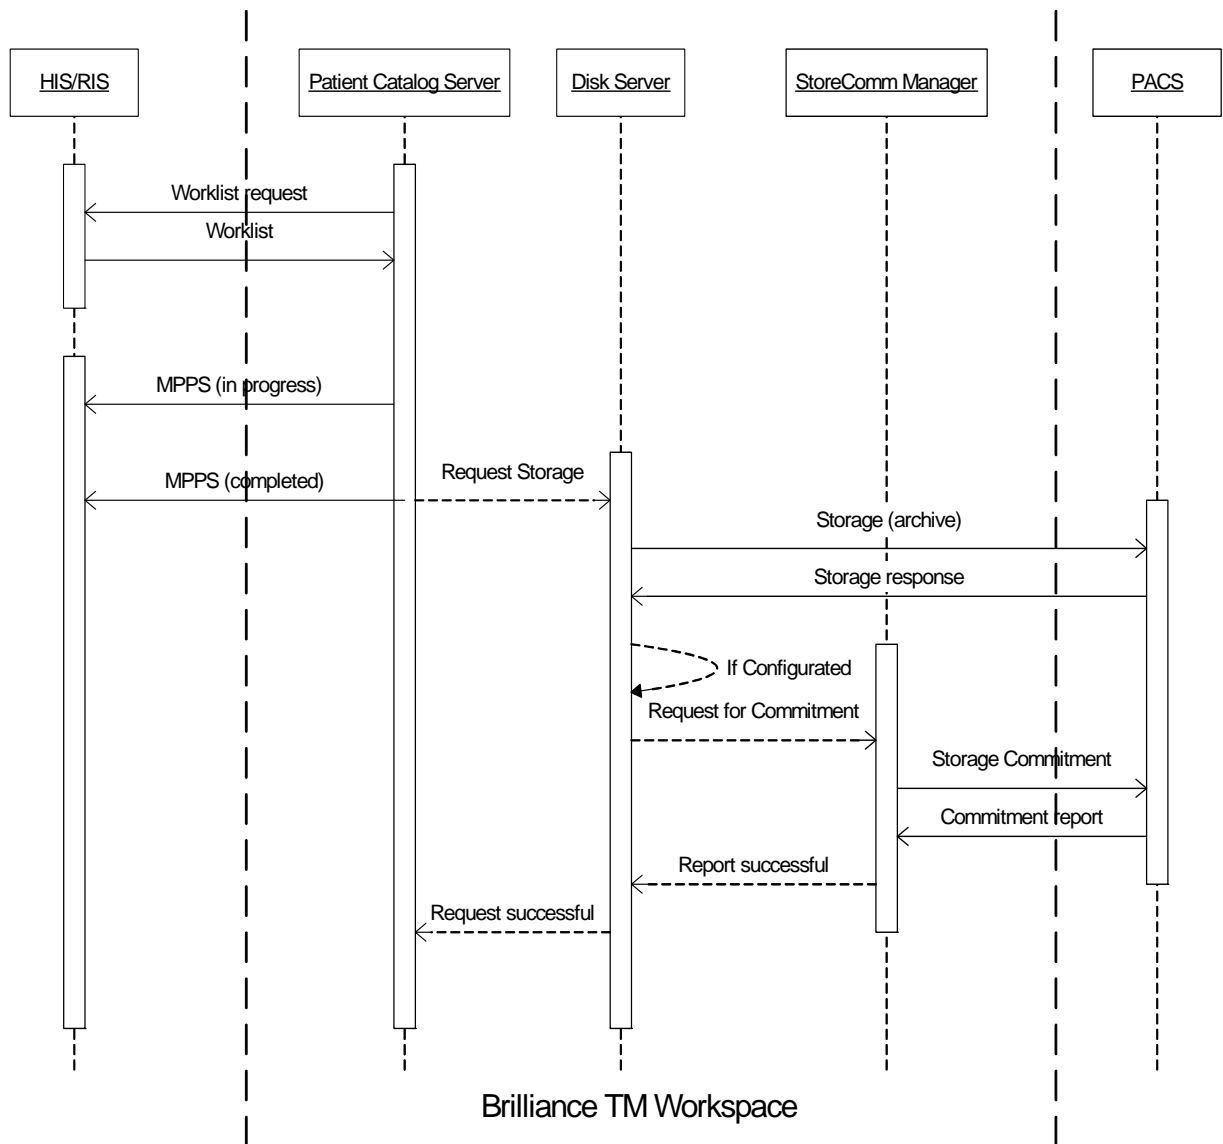 HIS/RIS
Patient Catalog Server
Disk Server
StoreComm Manager
PACS
Worklist request
Worklist
MPPS (in progress)
MPPS (completed)
Request Storage
Storage (archive)
Storage response
If Configurated
Request for Commitment
Storage Commitment
Commitment report
Report successful
Request successful
Brilliance TM Workspace